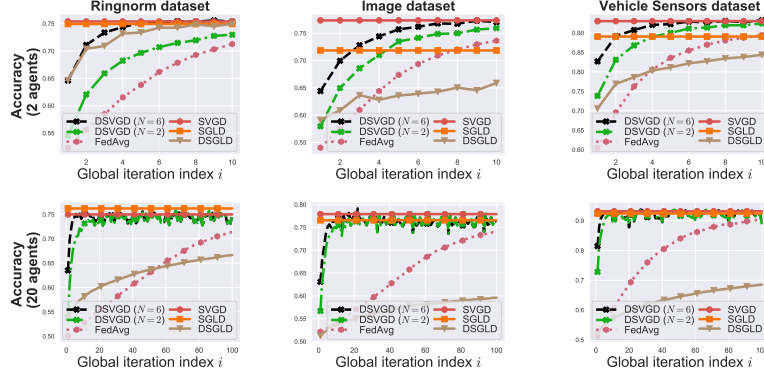 Ringnorm dataset
Image dataset
Vehicle Sensors dataset
Accuracy
(2 agents)
0.75
0.70
0.65
0.60
0.55
DSVGD (N = 6)
DSVGD (N = 2)
FedAvg
SVGD
SGLD
DSGLD
2 4 6 8 10
Global iteration index i
0.75
0.70
0.65
0.60
0.55
DSVGD (N = 6)
DSVGD (N = 2)
FedAvg
SVGD
SGLD
DSGLD
2 4 6 8 10
Global iteration index i
0.90
0.85
0.80
0.75
0.70
0.65
0.60
DSVGD (N = 6)
DSVGD (N = 2)
FedAvg
SVGD
SGLD
DSGLD
2 4 6 8 10
Global iteration index i
Accuracy
(20 agents)
0.75
0.70
0.65
0.60
0.55
0.50
DSVGD (N = 6)
DSVGD (N = 2)
FedAvg
SVGD
SGLD
DSGLD
0 20 40 60 80 100
Global iteration index i
0.80
0.75
0.70
0.65
0.60
0.55
0.50
DSVGD (N = 6)
DSVGD (N = 2)
FedAvg
SVGD
SGLD
DSGLD
0 20 40 60 80 100
Global iteration index i
0.9
0.8
0.7
0.6
0.5
DSVGD (N = 6)
DSVGD (N = 2)
FedAvg
SVGD
SGLD
DSGLD
0 20 40 60 80 100
Global iteration index i